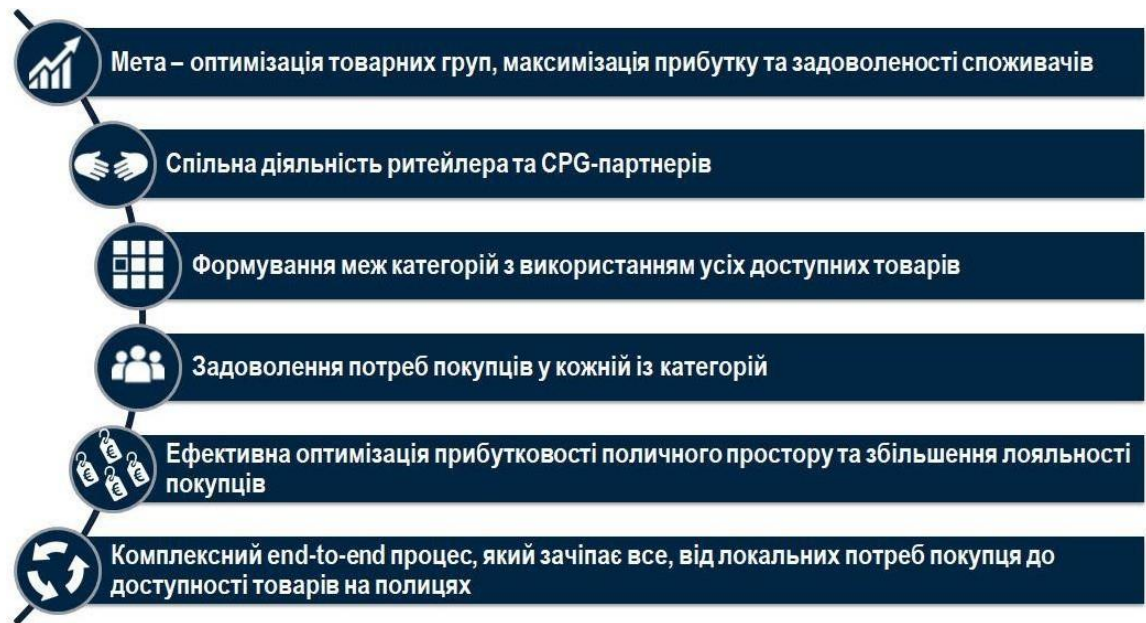 Мета – оптимізація товарних груп, максимізація прибутку та задоволеності споживачів
Спільна діяльність ритейлера та CPG-партнерів
Формування меж категорій з використанням усіх доступних товарів
Задоволення потреб покупців у кожній із категорій
Ефективна оптимізація прибутковості поличного простору та збільшення лояльності
покупців
Комплексний end-to-end процес, який зачіпає все, від локальних потреб покупця до
доступності товарів на полицях